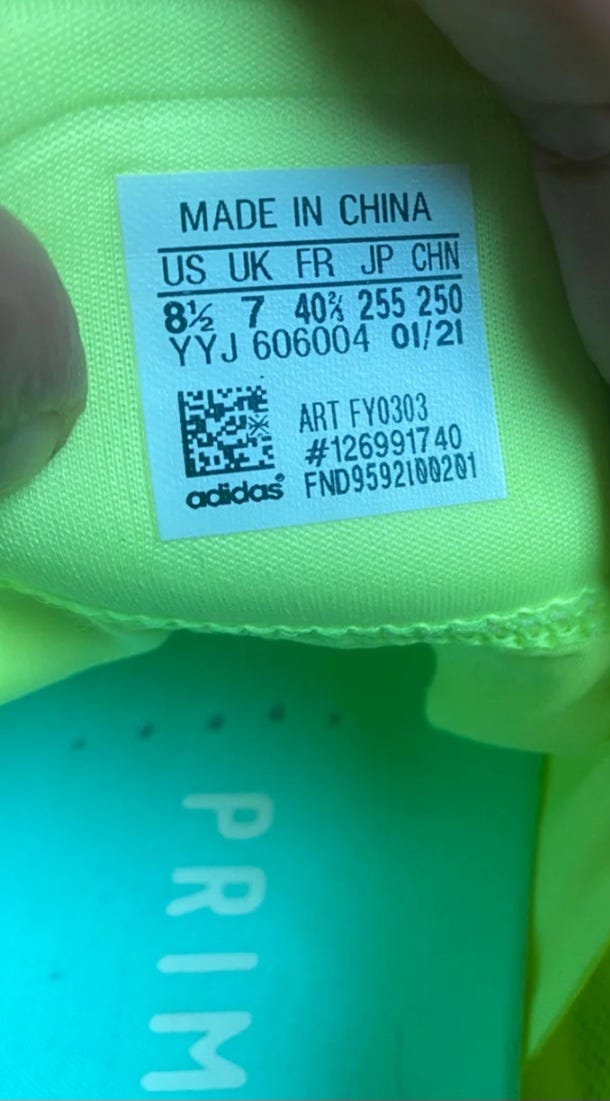 MADE IN CHINA
US UK FR JP CHN
8½ 7 40⅔ 255 250
YYJ 606004 01/21
ART FY0303
#126991740
adidas® FND9592100201
PRIM